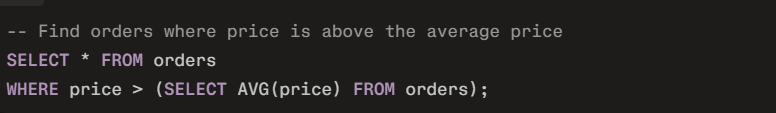 -- Find orders where price is above the average price
SELECT * FROM orders
WHERE price > (SELECT AVG(price) FROM orders);